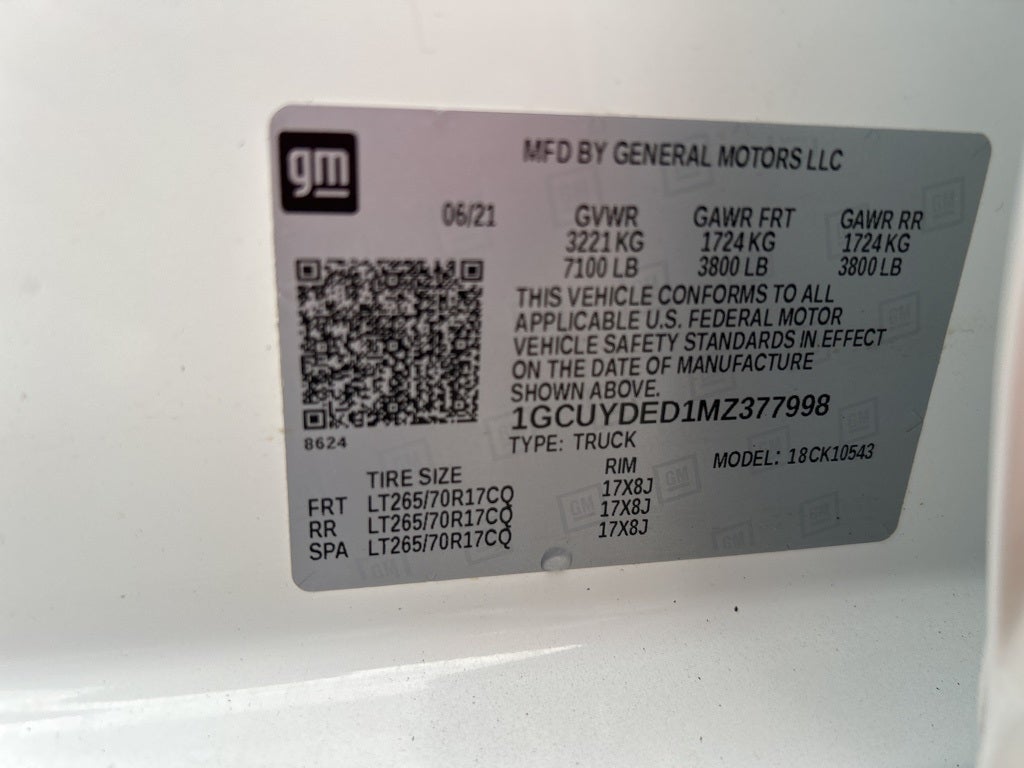 gm
MFD BY GENERAL MOTORS LLC
06/21 GVWR GAWR FRT GAWR RR
3221 KG 1724 KG 1724 KG
7100 LB 3800 LB 3800 LB
THIS VEHICLE CONFORMS TO ALL
APPLICABLE U.S. FEDERAL MOTOR
VEHICLE SAFETY STANDARDS IN EFFECT
ON THE DATE OF MANUFACTURE
SHOWN ABOVE.
1GCUYDED1MZ377998
8624
TYPE: TRUCK
MODEL: 18CK10543
TIRE SIZE RIM
FRT LT265/70R17CQ 17X8J
RR LT265/70R17CQ 17X8J
SPA LT265/70R17CQ 17X8J